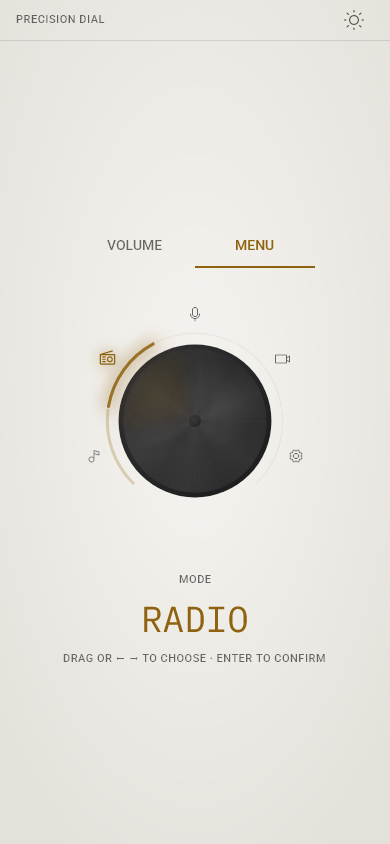 PRECISION DIAL
VOLUME
MENU
MODE
RADIO
DRAG OR ← → TO CHOOSE · ENTER TO CONFIRM